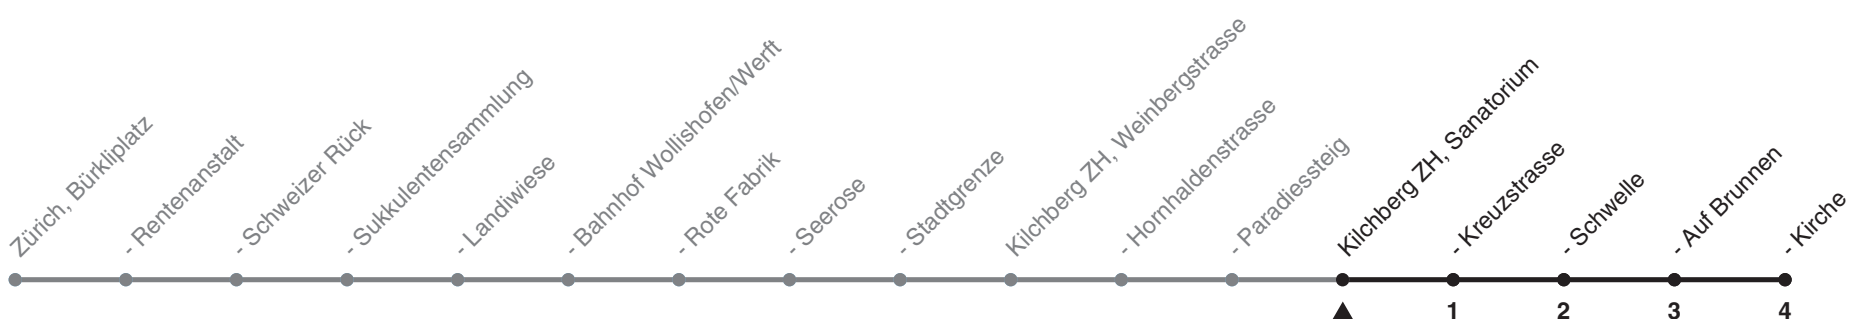 Zürich, Bürkliplatz
- Rentenanstalt
- Schweizer Rück
- Sukkulentensammlung
- Landiwiese
- Bahnhof Wollishofen/Werft
- Rote Fabrik
- Seerose
- Stadtgrenze
Kilchberg ZH, Weinbergstrasse
- Hornhaldenstrasse
- Paradiessteig
Kilchberg ZH, Sanatorium
- Kreuzstrasse
- Schwelle
- Auf Brunnen
- Kirche
1 2 3 4